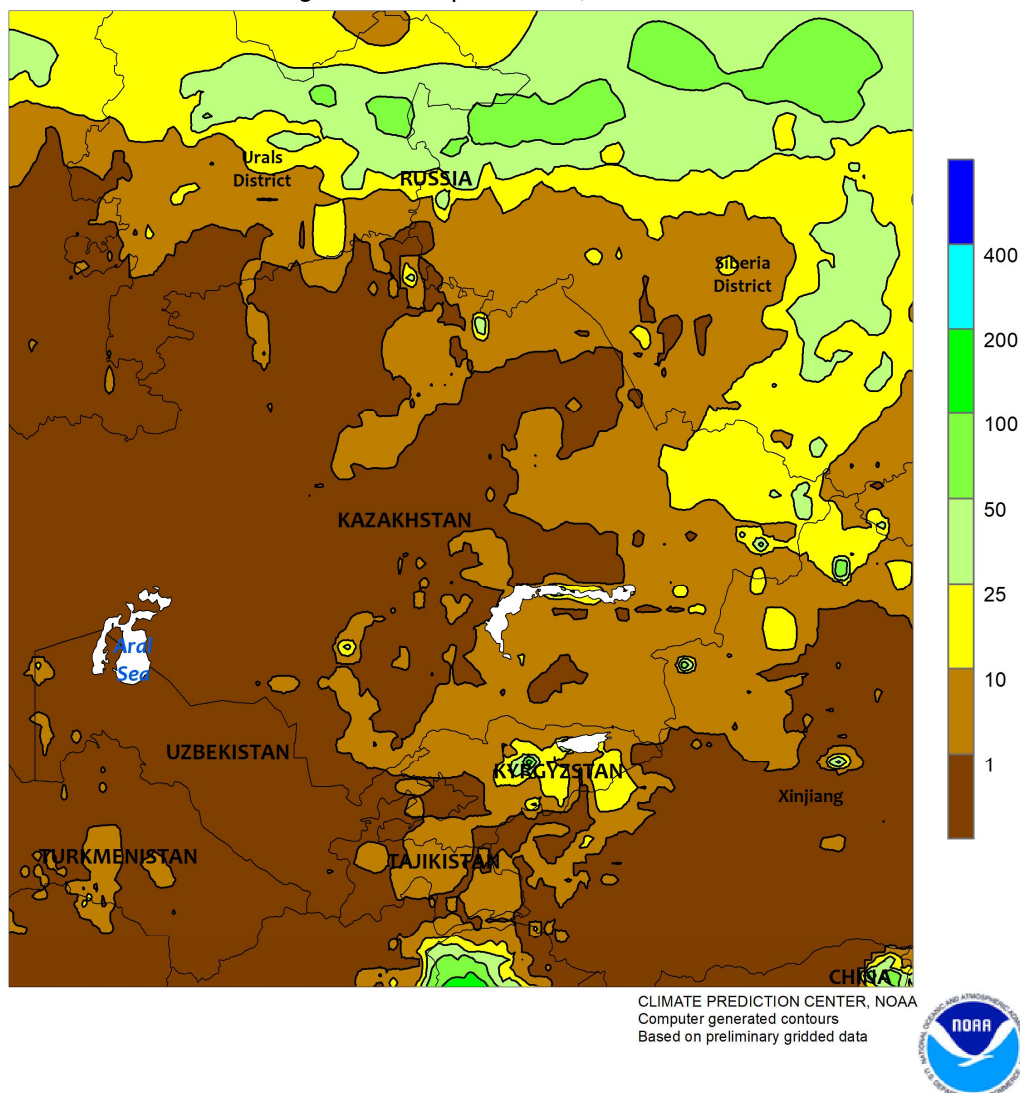 Urals
District
RUSSIA
Siberia
District
KAZAKHSTAN
Aral
Sea
UZBEKISTAN
KYRGYZSTAN
Xinjiang
TURKMENISTAN
TAJIKISTAN
CHINA
400
200
100
50
25
10
1
CLIMATE PREDICTION CENTER, NOAA
Computer generated contours
Based on preliminary gridded data
NOAA